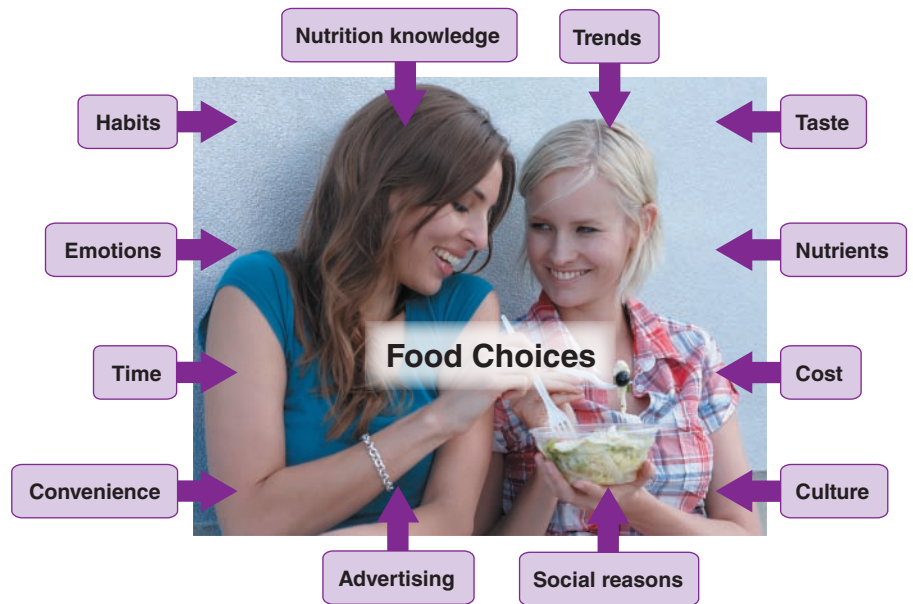 Nutrition knowledge
Trends
Habits
Taste
Emotions
Nutrients
Food Choices
Time
Cost
Convenience
Culture
Advertising
Social reasons